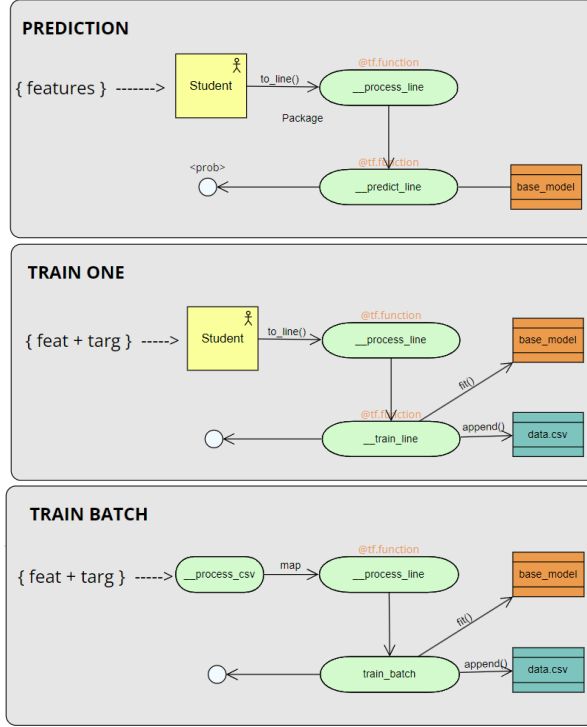 PREDICTION
@tf.function
{ features } ------->
Student
to_line()
__process_line
Package
@tf.function
<prob>
__predict_line
base_model
TRAIN ONE
@tf.function
{ feat + targ } ----->
Student
to_line()
__process_line
base_model
fit()
@tf.function
__train_line
append()
data.csv
TRAIN BATCH
@tf.function
{ feat + targ } ----->
__process_csv
map
__process_line
base_model
fit()
train_batch
append()
data.csv